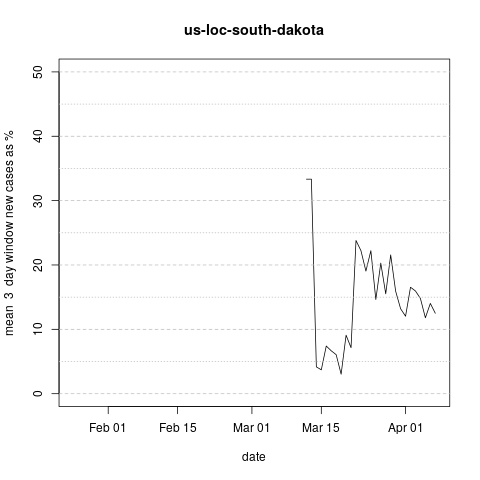 us-loc-south-dakota
mean 3 day window new cases as %
50
40
30
20
10
0
Feb 01 Feb 15 Mar 01 Mar 15 Apr 01
date